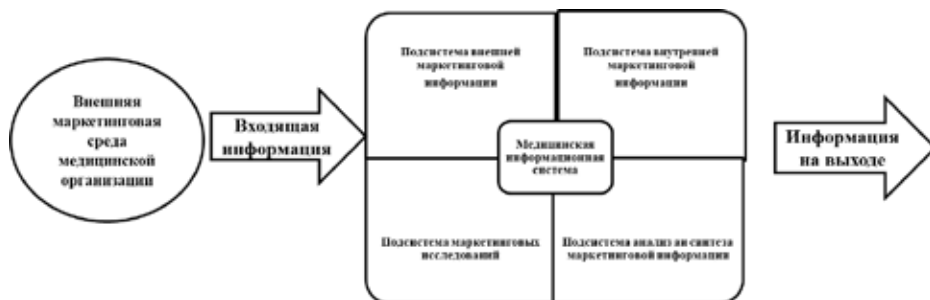 Внешняя
маркетинговая
среда
медицинской
организации
Входящая
информация
Подсистема внешней
маркетинговой
информации
Подсистема внутренней
маркетинговой
информации
Медицинская
информационная
система
Подсистема маркетинговых
исследований
Подсистема анализ ан синтеза
маркетинговой информации
Информация
на выходе